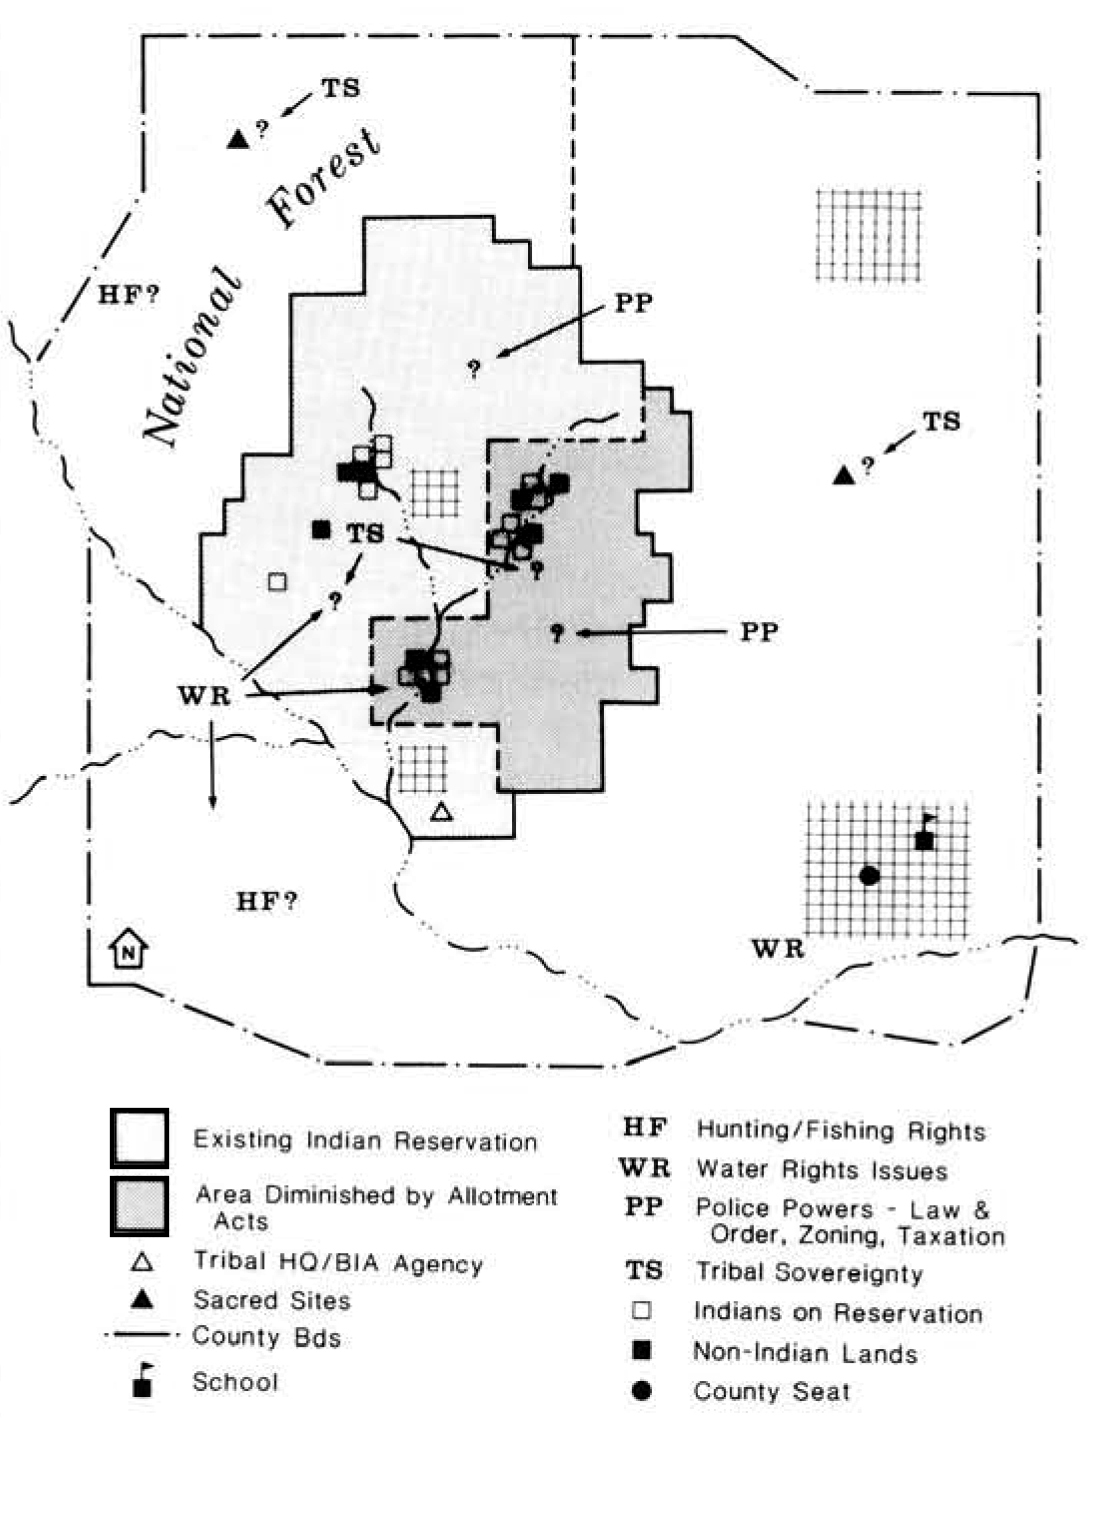 TS
?
Forest
National
HF?
PP
?
TS
?
TS
?
?
?
PP
WR
HF?
N
WR
Existing Indian Reservation
Area Diminished by Allotment
Acts
Tribal HQ/BIA Agency
Sacred Sites
County Bds
School
HF Hunting/Fishing Rights
WR Water Rights Issues
PP Police Powers - Law &
Order, Zoning, Taxation
TS Tribal Sovereignty
Indians on Reservation
Non-Indian Lands
County Seat